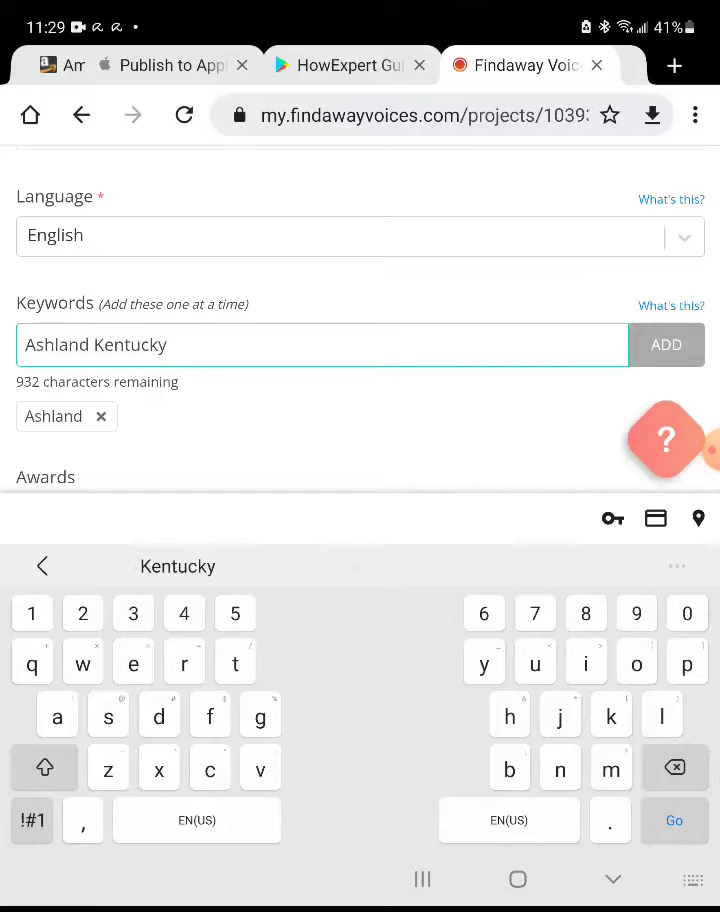 11:29 41%
Am Publish to App HowExpert Gui Findaway Voic
my.findawayvoices.com/projects/1039
Language * What's this?
English
Keywords (Add these one at a time) What's this?
Ashland Kentucky ADD
932 characters remaining
Ashland ×
?
Awards
Kentucky
1 2 3 4 5 6 7 8 9 0
q w e r t y u i o p
a s d f g h j k l
z x c v b n m
!#1 , EN(US) EN(US) . Go